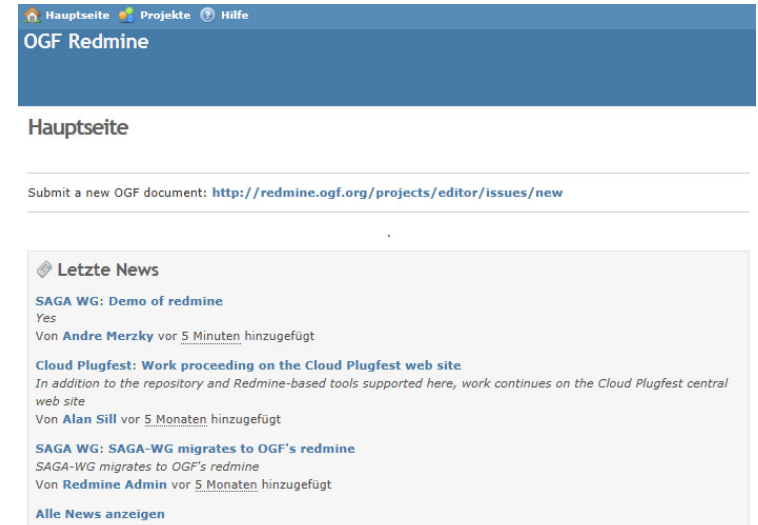 Hauptseite Projekte Hilfe
OGF Redmine
Hauptseite
Submit a new OGF document: http://redmine.ogf.org/projects/editor/issues/new
.
Letzte News
SAGA WG: Demo of redmine
Yes
Von Andre Merzky vor 5 Minuten hinzugefügt
Cloud Plugfest: Work proceeding on the Cloud Plugfest web site
In addition to the repository and Redmine-based tools supported here, work continues on the Cloud Plugfest central
web site
Von Alan Sill vor 5 Monaten hinzugefügt
SAGA WG: SAGA-WG migrates to OGF's redmine
SAGA-WG migrates to OGF's redmine
Von Redmine Admin vor 5 Monaten hinzugefügt
Alle News anzeigen